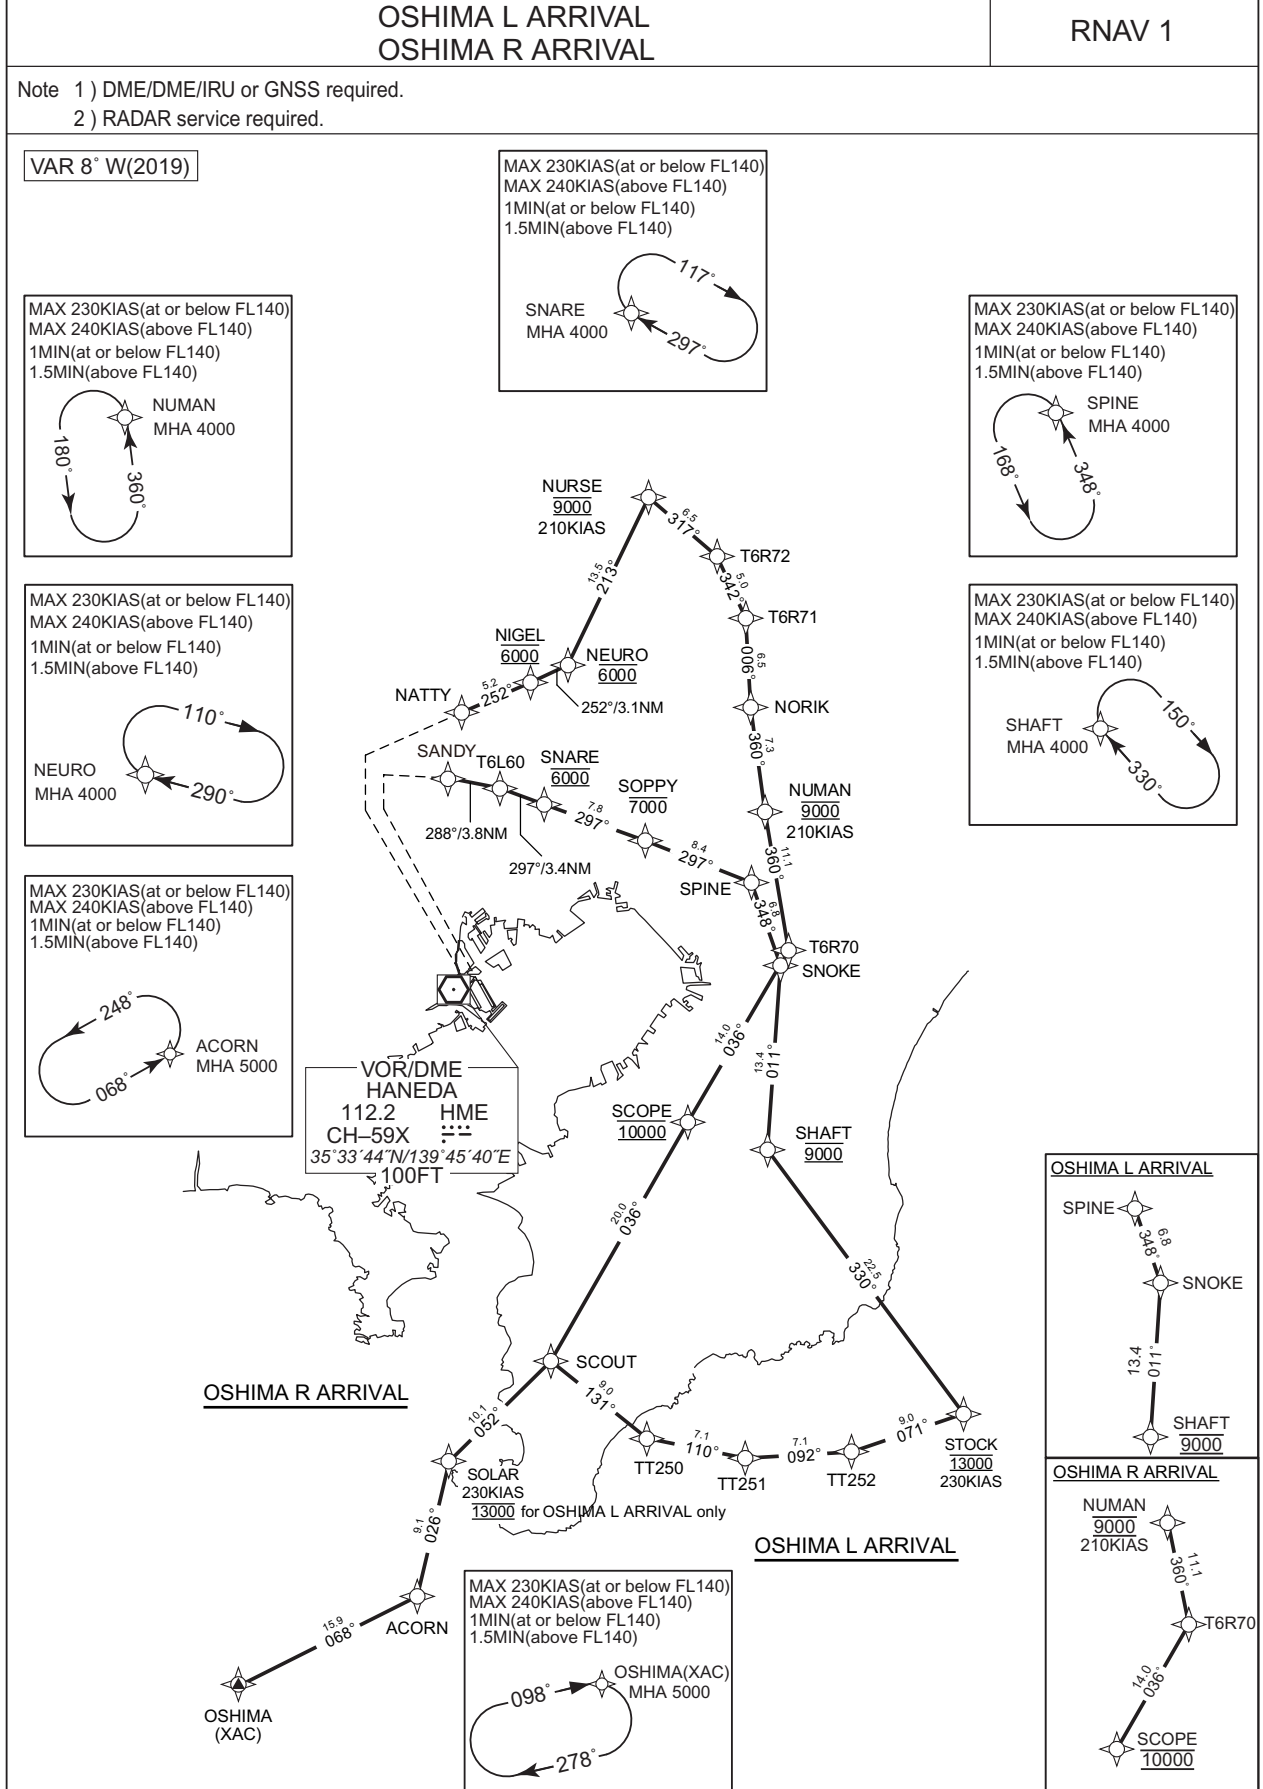 OSHIMA L ARRIVAL
OSHIMA R ARRIVAL
RNAV 1
Note 1 ) DME/DME/IRU or GNSS required.
2 ) RADAR service required.
VAR 8° W(2019)
MAX 230KIAS(at or below FL140)
MAX 240KIAS(above FL140)
1MIN(at or below FL140)
1.5MIN(above FL140)
117°
SNARE
MHA 4000
297°
MAX 230KIAS(at or below FL140)
MAX 240KIAS(above FL140)
1MIN(at or below FL140)
1.5MIN(above FL140)
NUMAN
MHA 4000
180°
360°
MAX 230KIAS(at or below FL140)
MAX 240KIAS(above FL140)
1MIN(at or below FL140)
1.5MIN(above FL140)
SPINE
MHA 4000
168°
348°
MAX 230KIAS(at or below FL140)
MAX 240KIAS(above FL140)
1MIN(at or below FL140)
1.5MIN(above FL140)
110°
NEURO
MHA 4000
290°
MAX 230KIAS(at or below FL140)
MAX 240KIAS(above FL140)
1MIN(at or below FL140)
1.5MIN(above FL140)
150°
SHAFT
MHA 4000
330°
MAX 230KIAS(at or below FL140)
MAX 240KIAS(above FL140)
1MIN(at or below FL140)
1.5MIN(above FL140)
248°
ACORN
MHA 5000
068°
NURSE
9000
210KIAS
6.5
317°
T6R72
5.0
342°
T6R71
13.5
213°
6.5
006°
NIGEL
6000
NEURO
6000
NATTY
5.2
252°
252°/3.1NM
NORIK
7.3
360°
SANDY
T6L60
SNARE
6000
SOPPY
7000
NUMAN
9000
210KIAS
288°/3.8NM
297°/3.4NM
7.8
297°
8.4
297°
11.1
360°
SPINE
6.8
348°
T6R70
SNOKE
14.0
036°
13.4
011°
VOR/DME
HANEDA
112.2 HME
CH–59X
35°33´44˝N/139°45´40˝E
100FT
SCOPE
10000
SHAFT
9000
20.0
036°
22.5
330°
SCOUT
OSHIMA R ARRIVAL
10.1
052°
9.0
131°
TT250
7.1
110°
TT251
7.1
092°
TT252
9.0
071°
STOCK
13000
230KIAS
SOLAR
230KIAS
13000 for OSHIMA L ARRIVAL only
OSHIMA L ARRIVAL
9.1
026°
ACORN
15.9
068°
OSHIMA
(XAC)
MAX 230KIAS(at or below FL140)
MAX 240KIAS(above FL140)
1MIN(at or below FL140)
1.5MIN(above FL140)
OSHIMA(XAC)
MHA 5000
098°
278°
OSHIMA L ARRIVAL
SPINE
6.8
348°
SNOKE
13.4
011°
SHAFT
9000
OSHIMA R ARRIVAL
NUMAN
9000
210KIAS
11.1
360°
T6R70
14.0
036°
SCOPE
10000